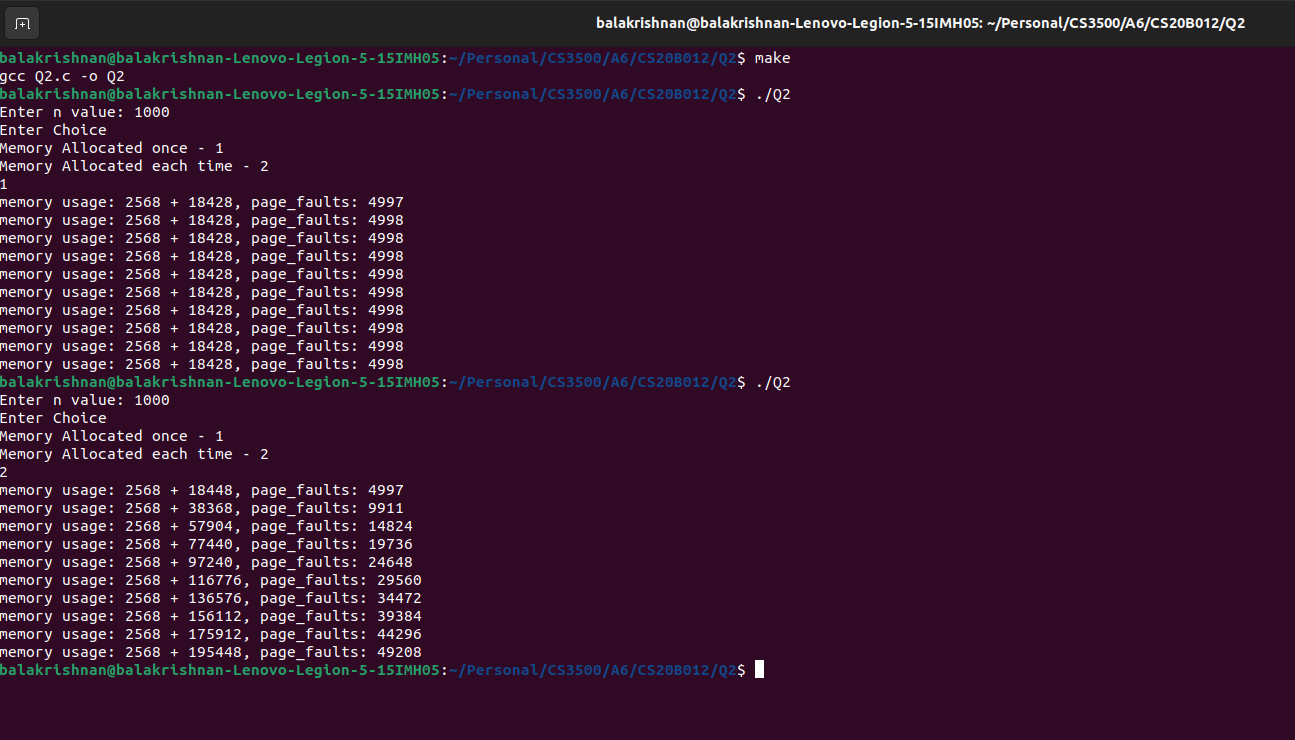 balakrishnan@balakrishnan-Lenovo-Legion-5-15IMH05: ~/Personal/CS3500/A6/CS20B012/Q2
balakrishnan@balakrishnan-Lenovo-Legion-5-15IMH05:~/Personal/CS3500/A6/CS20B012/Q2$ make
gcc Q2.c -o Q2
balakrishnan@balakrishnan-Lenovo-Legion-5-15IMH05:~/Personal/CS3500/A6/CS20B012/Q2$ ./Q2
Enter n value: 1000
Enter Choice
Memory Allocated once - 1
Memory Allocated each time - 2
1
memory usage: 2568 + 18428, page_faults: 4997
memory usage: 2568 + 18428, page_faults: 4998
memory usage: 2568 + 18428, page_faults: 4998
memory usage: 2568 + 18428, page_faults: 4998
memory usage: 2568 + 18428, page_faults: 4998
memory usage: 2568 + 18428, page_faults: 4998
memory usage: 2568 + 18428, page_faults: 4998
memory usage: 2568 + 18428, page_faults: 4998
memory usage: 2568 + 18428, page_faults: 4998
memory usage: 2568 + 18428, page_faults: 4998
balakrishnan@balakrishnan-Lenovo-Legion-5-15IMH05:~/Personal/CS3500/A6/CS20B012/Q2$ ./Q2
Enter n value: 1000
Enter Choice
Memory Allocated once - 1
Memory Allocated each time - 2
2
memory usage: 2568 + 18448, page_faults: 4997
memory usage: 2568 + 38368, page_faults: 9911
memory usage: 2568 + 57904, page_faults: 14824
memory usage: 2568 + 77440, page_faults: 19736
memory usage: 2568 + 97240, page_faults: 24648
memory usage: 2568 + 116776, page_faults: 29560
memory usage: 2568 + 136576, page_faults: 34472
memory usage: 2568 + 156112, page_faults: 39384
memory usage: 2568 + 175912, page_faults: 44296
memory usage: 2568 + 195448, page_faults: 49208
balakrishnan@balakrishnan-Lenovo-Legion-5-15IMH05:~/Personal/CS3500/A6/CS20B012/Q2$